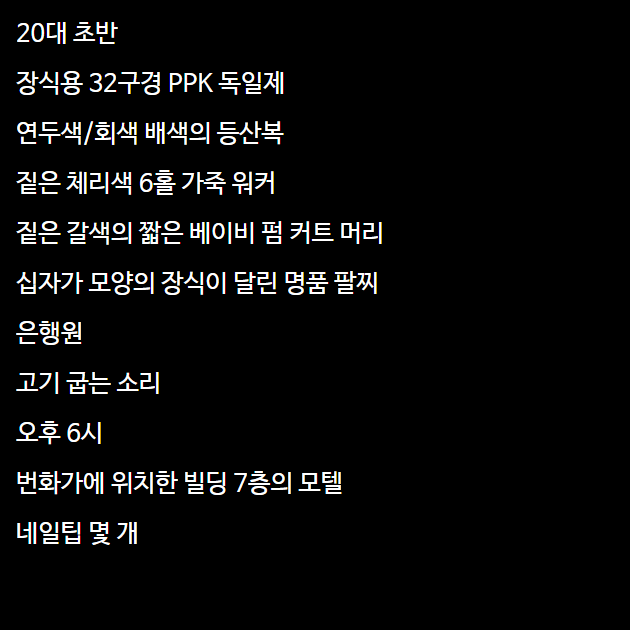 20대 초반
장식용 32구경 PPK 독일제
연두색/회색 배색의 등산복
짙은 체리색 6홀 가죽 워커
짙은 갈색의 짧은 베이비 펌 커트 머리
십자가 모양의 장식이 달린 명품 팔찌
은행원
고기 굽는 소리
오후 6시
번화가에 위치한 빌딩 7층의 모텔
네일팁 몇 개